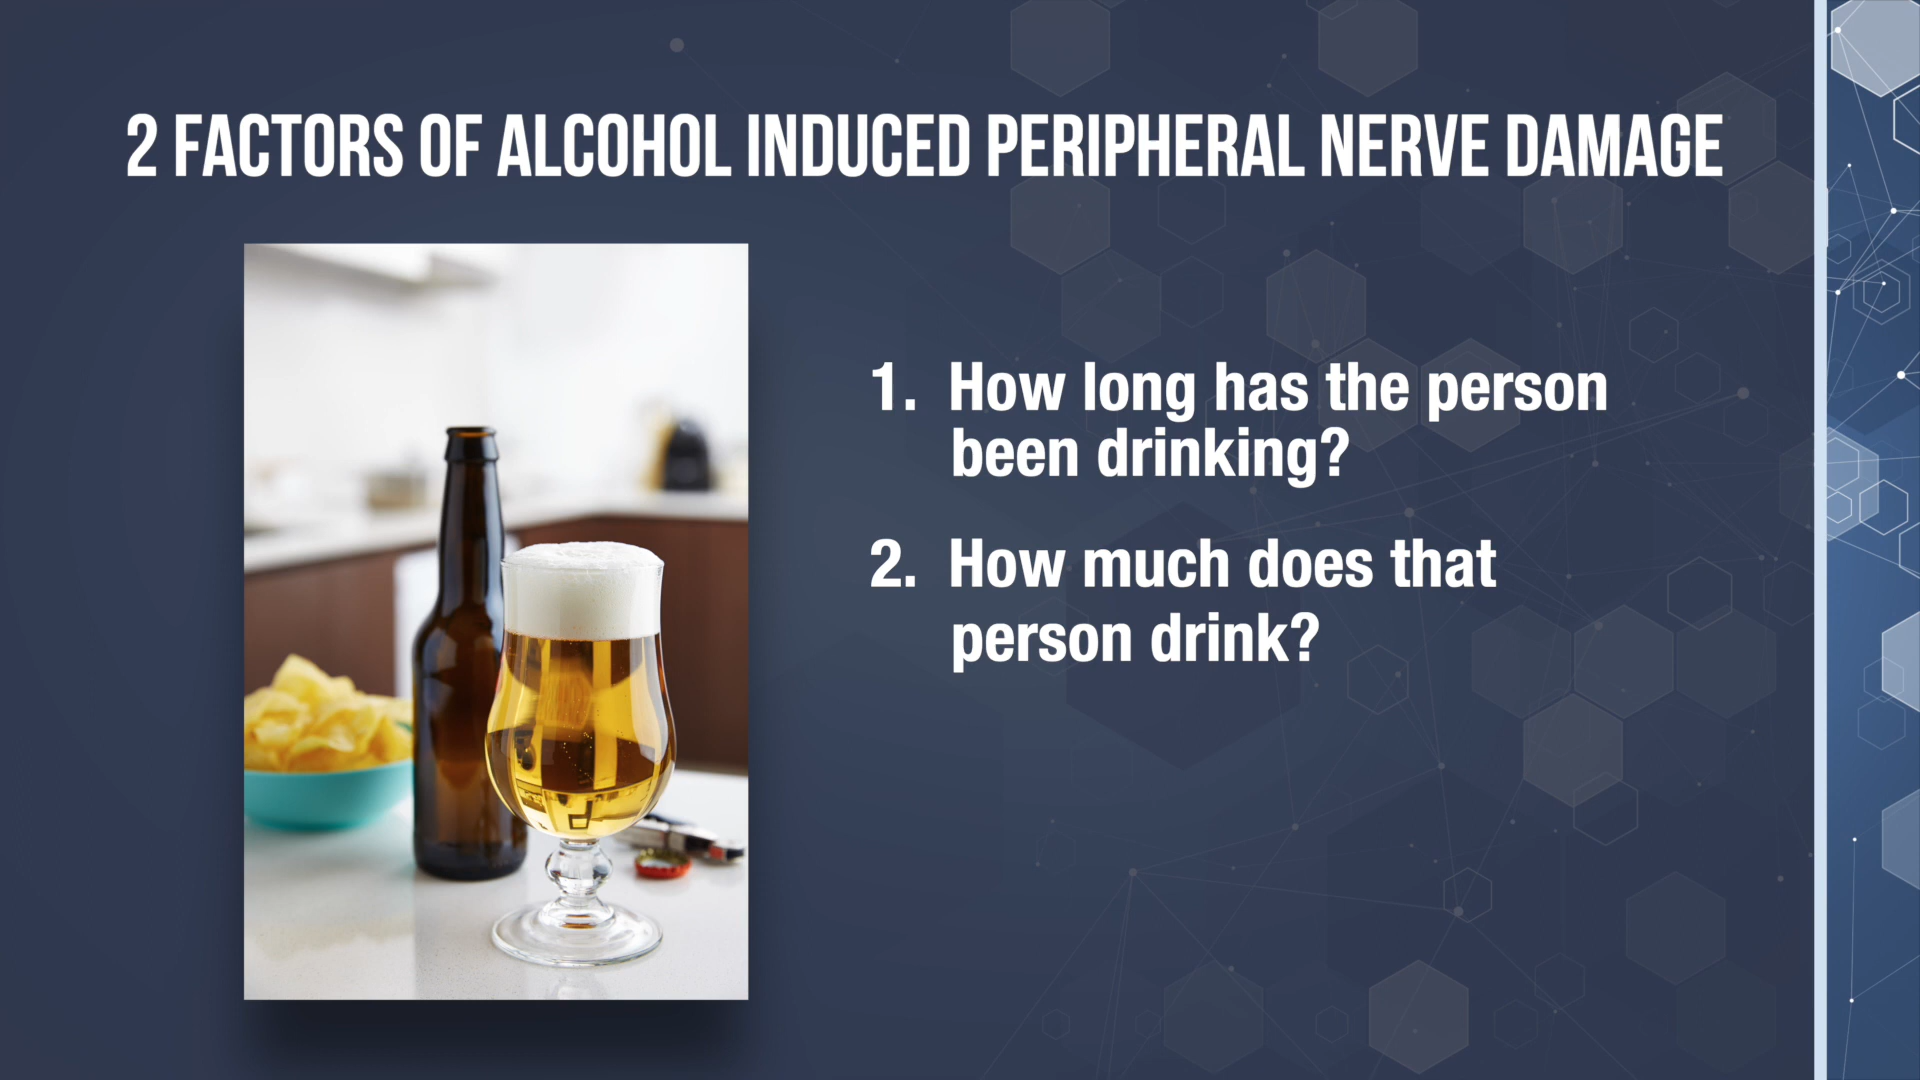 2 FACTORS OF ALCOHOL INDUCED PERIPHERAL NERVE DAMAGE
1. How long has the person
been drinking?
2. How much does that
person drink?